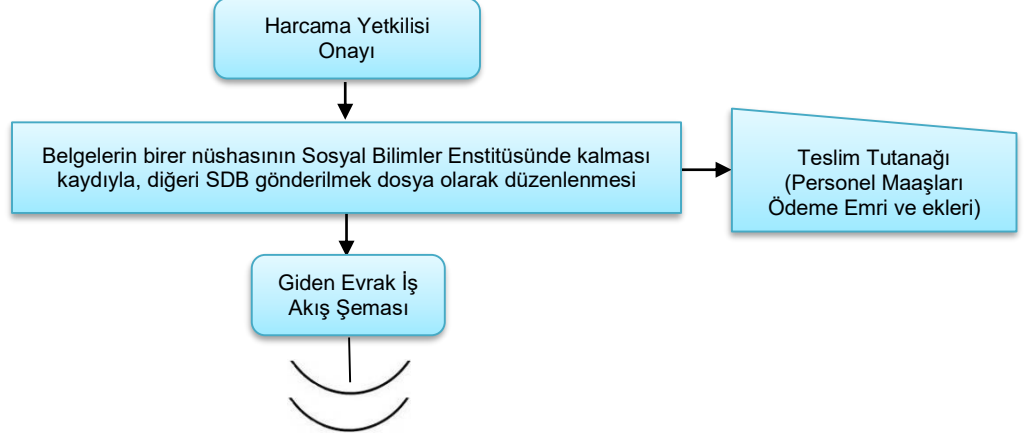 Harcama Yetkilisi
Onayı
Belgelerin birer nüshasının Sosyal Bilimler Enstitüsünde kalması
kaydıyla, diğeri SDB gönderilmek dosya olarak düzenlenmesi
Teslim Tutanağı
(Personel Maaşları
Ödeme Emri ve ekleri)
Giden Evrak İş
Akış Şeması